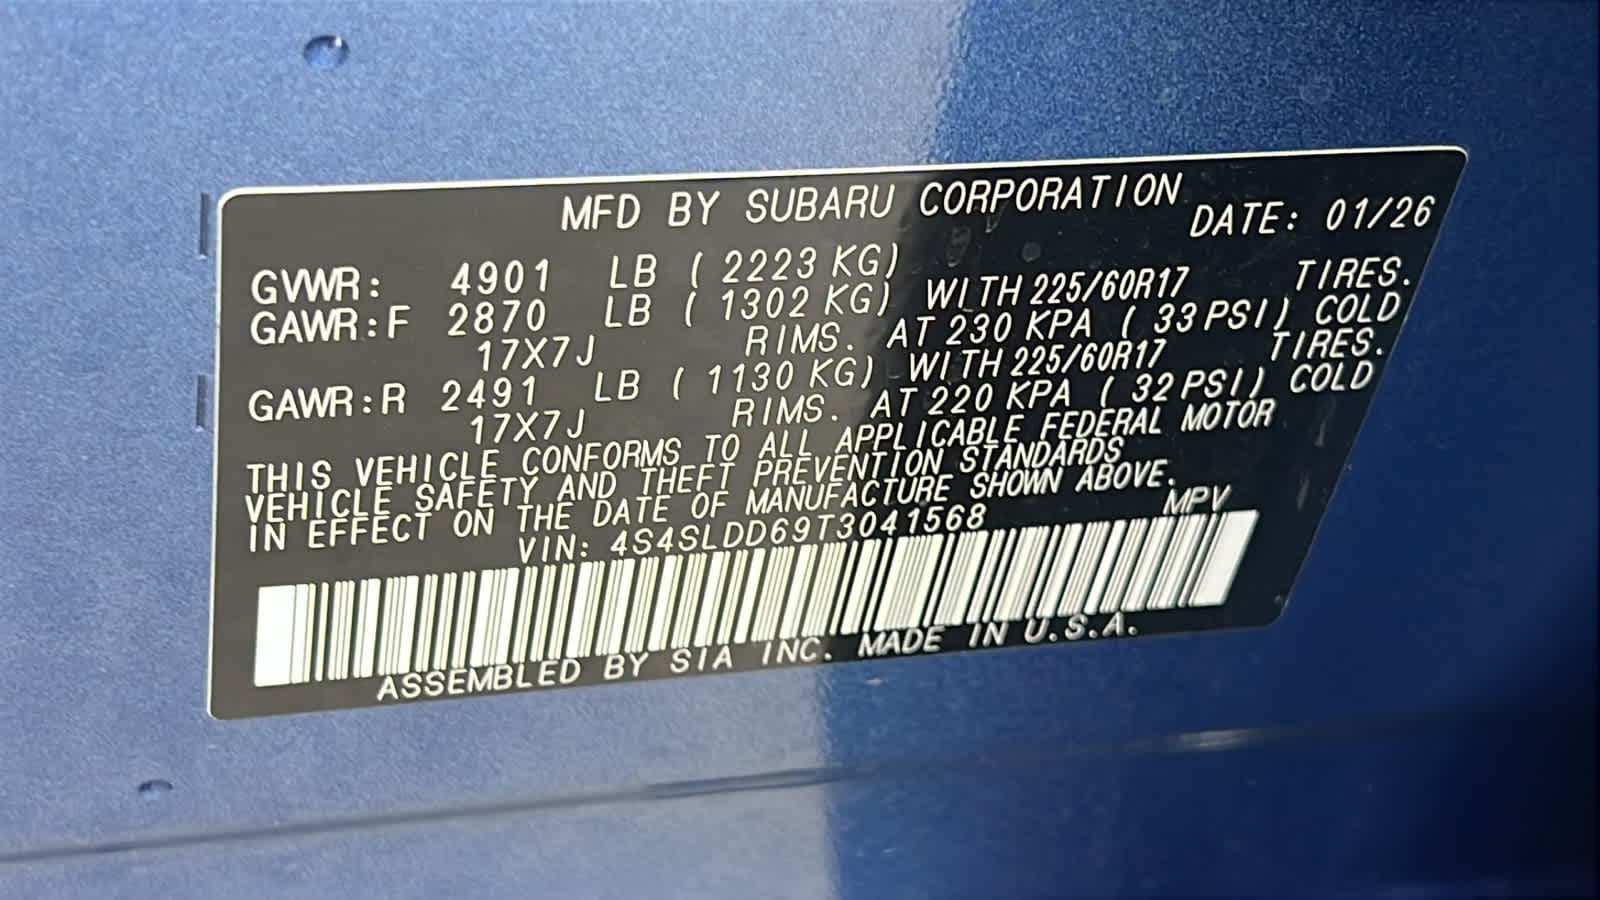 MFD BY SUBARU CORPORATION DATE: 01/26
GVWR: 4901 LB ( 2223 KG)
GAWR:F 2870 LB ( 1302 KG) WITH 225/60R17 TIRES.
17X7J RIMS. AT 230 KPA ( 33 PSI) COLD
GAWR:R 2491 LB ( 1130 KG) WITH 225/60R17 TIRES.
17X7J RIMS. AT 220 KPA ( 32 PSI) COLD
THIS VEHICLE CONFORMS TO ALL APPLICABLE FEDERAL MOTOR
VEHICLE SAFETY AND THEFT PREVENTION STANDARDS
IN EFFECT ON THE DATE OF MANUFACTURE SHOWN ABOVE.
VIN: 4S4SLDD69T3041568 MPV
ASSEMBLED BY SIA INC. MADE IN U.S.A.